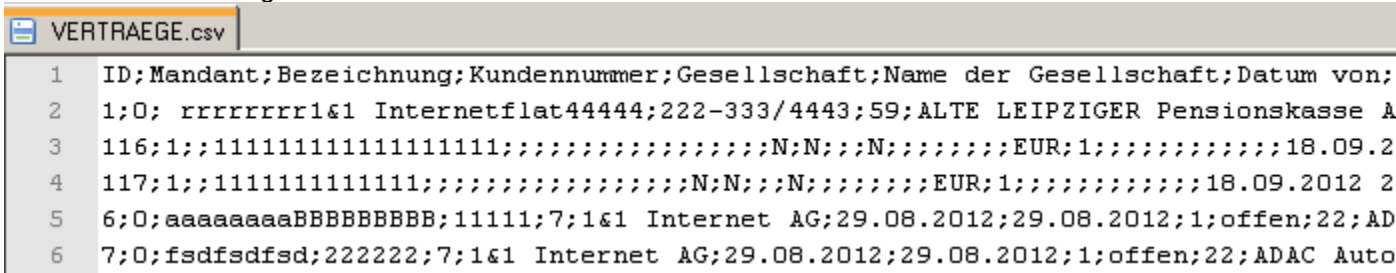 VERTRAEGE.csv
1 ID;Mandant;Bezeichnung;Kundennummer;Gesellschaft;Name der Gesellschaft;Datum von;
2 1;0; rrrrrrrr1&1 Internetflat44444;222-333/4443;59;ALTE LEIPZIGER Pensionskasse A
3 116;1;;111111111111111111;;;;;;;;;;;;;;;;;N;N;;;N;;;;;;;;EUR;1;;;;;;;;;;;;18.09.2
4 117;1;;1111111111111;;;;;;;;;;;;;;;;;N;N;;;N;;;;;;;;EUR;1;;;;;;;;;;;;18.09.2012 2
5 6;0;aaaaaaaaBBBBBBBBB;11111;7;1&1 Internet AG;29.08.2012;29.08.2012;1;offen;22;AD
6 7;0;fsdfsdfsd;222222;7;1&1 Internet AG;29.08.2012;29.08.2012;1;offen;22;ADAC Auto